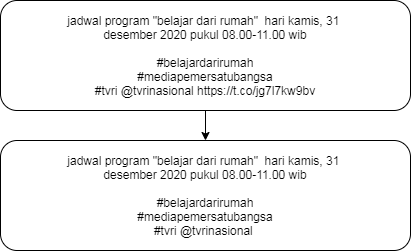 jadwal program "belajar dari rumah"  hari kamis, 31
desember 2020 pukul 08.00-11.00 wib
#belajardarirumah
#mediapemersatubangsa
#tvri @tvrinasional https://t.co/jg7l7kw9bv
jadwal program "belajar dari rumah"  hari kamis, 31
desember 2020 pukul 08.00-11.00 wib
#belajardarirumah
#mediapemersatubangsa
#tvri @tvrinasional